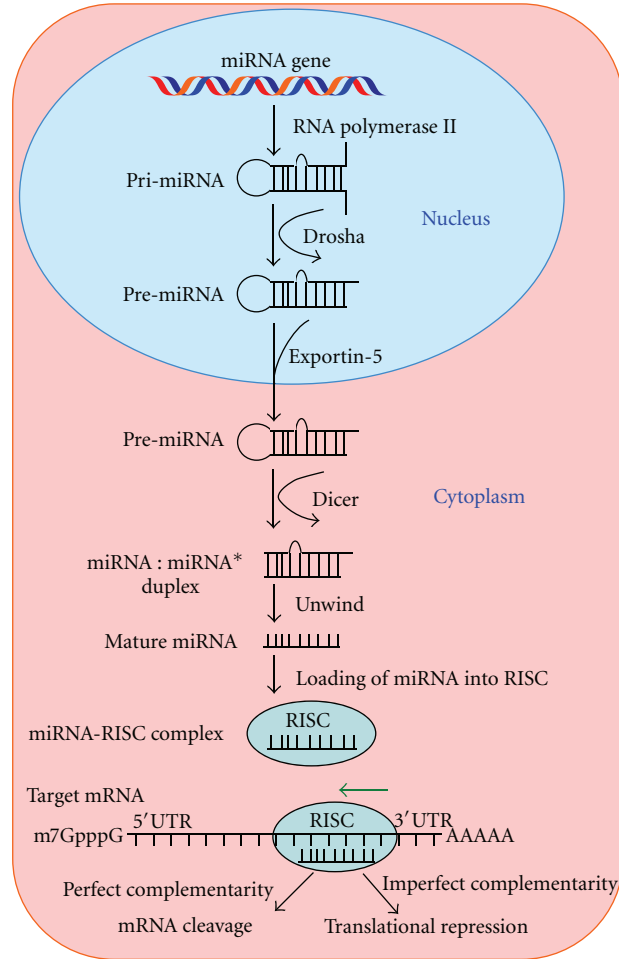 miRNA gene
RNA polymerase II
Pri-miRNA
Nucleus
Drosha
Pre-miRNA
Exportin-5
Pre-miRNA
Cytoplasm
Dicer
miRNA : miRNA*
duplex
Unwind
Mature miRNA
Loading of miRNA into RISC
RISC
miRNA-RISC complex
Target mRNA
5′UTR
RISC
3′UTR
m7GpppG
AAAAA
Perfect complementarity
Imperfect complementarity
mRNA cleavage
Translational repression